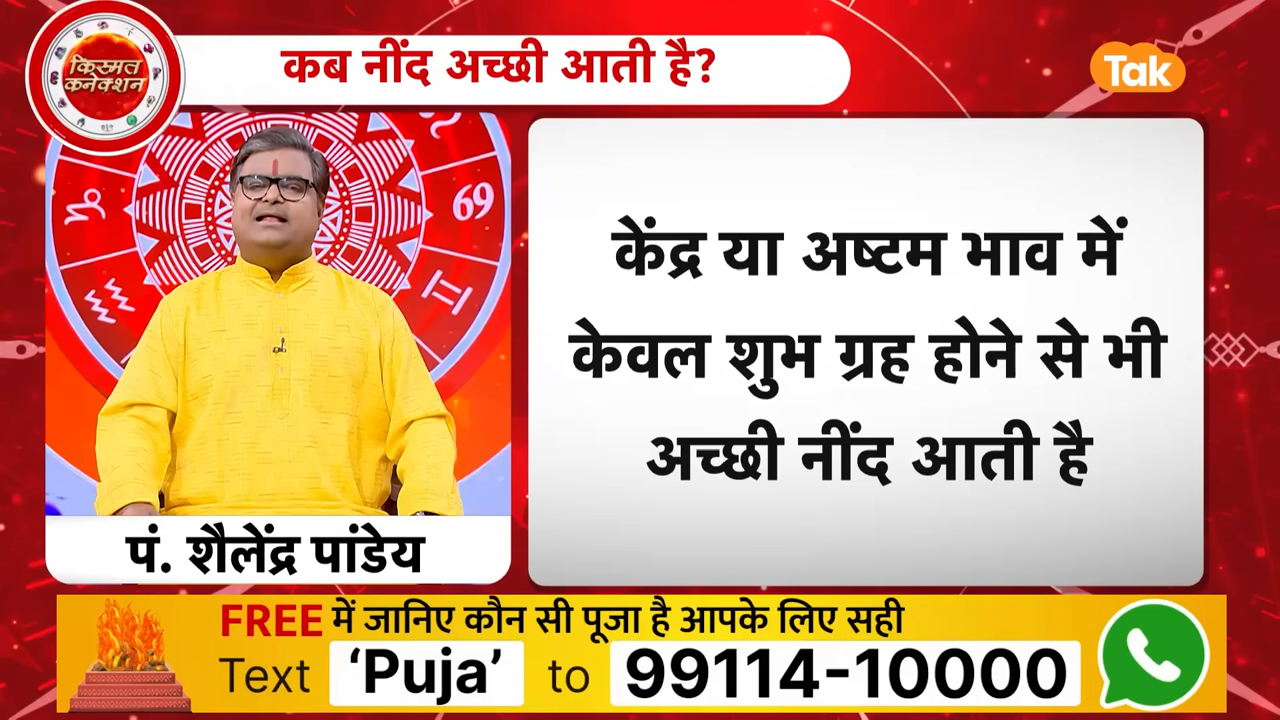 किस्मत
कनेक्शन
कब नींद अच्छी आती है?
Tak
केंद्र या अष्टम भाव में
केवल शुभ ग्रह होने से भी
अच्छी नींद आती है
पं. शैलेंद्र पांडेय
FREE में जानिए कौन सी पूजा है आपके लिए सही
Text ‘Puja’ to 99114-10000